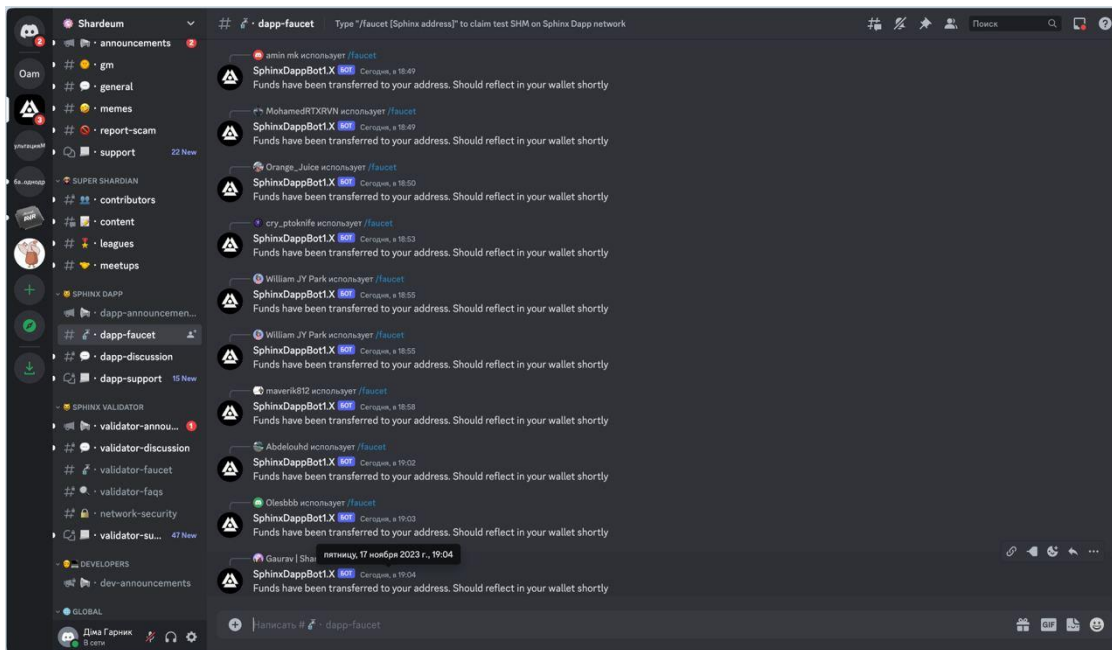 Shardeum
dapp-faucet
Type "/faucet [Sphinx address]" to claim test SHM on Sphinx Dapp network
Поиск
2
Oam
3
announcements 2
gm
general
memes
report-scam
support 22 New
SUPER SHARDIAN
contributors
content
leagues
meetups
SPHINX DAPP
dapp-announcemen...
dapp-faucet
dapp-discussion
dapp-support 15 New
SPHINX VALIDATOR
validator-annou... 1
validator-discussion
validator-faucet
validator-faqs
network-security
validator-su... 47 New
DEVELOPERS
dev-announcements
GLOBAL
Діма Гарник
В сети
amin mk использует /faucet
SphinxDappBot1.X БОТ Сегодня, в 18:49
Funds have been transferred to your address. Should reflect in your wallet shortly
MohamedRTXRVN использует /faucet
SphinxDappBot1.X БОТ Сегодня, в 18:49
Funds have been transferred to your address. Should reflect in your wallet shortly
Orange_Juice использует /faucet
SphinxDappBot1.X БОТ Сегодня, в 18:50
Funds have been transferred to your address. Should reflect in your wallet shortly
cry_ptoknife использует /faucet
SphinxDappBot1.X БОТ Сегодня, в 18:53
Funds have been transferred to your address. Should reflect in your wallet shortly
William JY Park использует /faucet
SphinxDappBot1.X БОТ Сегодня, в 18:55
Funds have been transferred to your address. Should reflect in your wallet shortly
William JY Park использует /faucet
SphinxDappBot1.X БОТ Сегодня, в 18:55
Funds have been transferred to your address. Should reflect in your wallet shortly
maverik812 использует /faucet
SphinxDappBot1.X БОТ Сегодня, в 18:58
Funds have been transferred to your address. Should reflect in your wallet shortly
Abdelouhd использует /faucet
SphinxDappBot1.X БОТ Сегодня, в 19:02
Funds have been transferred to your address. Should reflect in your wallet shortly
Olesbbb использует /faucet
SphinxDappBot1.X БОТ Сегодня, в 19:03
Funds have been transferred to your address. Should reflect in your wallet shortly
Gaurav | Sha
пятницу, 17 ноября 2023 г., 19:04
SphinxDappBot1.X БОТ Сегодня, в 19:04
Funds have been transferred to your address. Should reflect in your wallet shortly
Написать # dapp-faucet
GIF